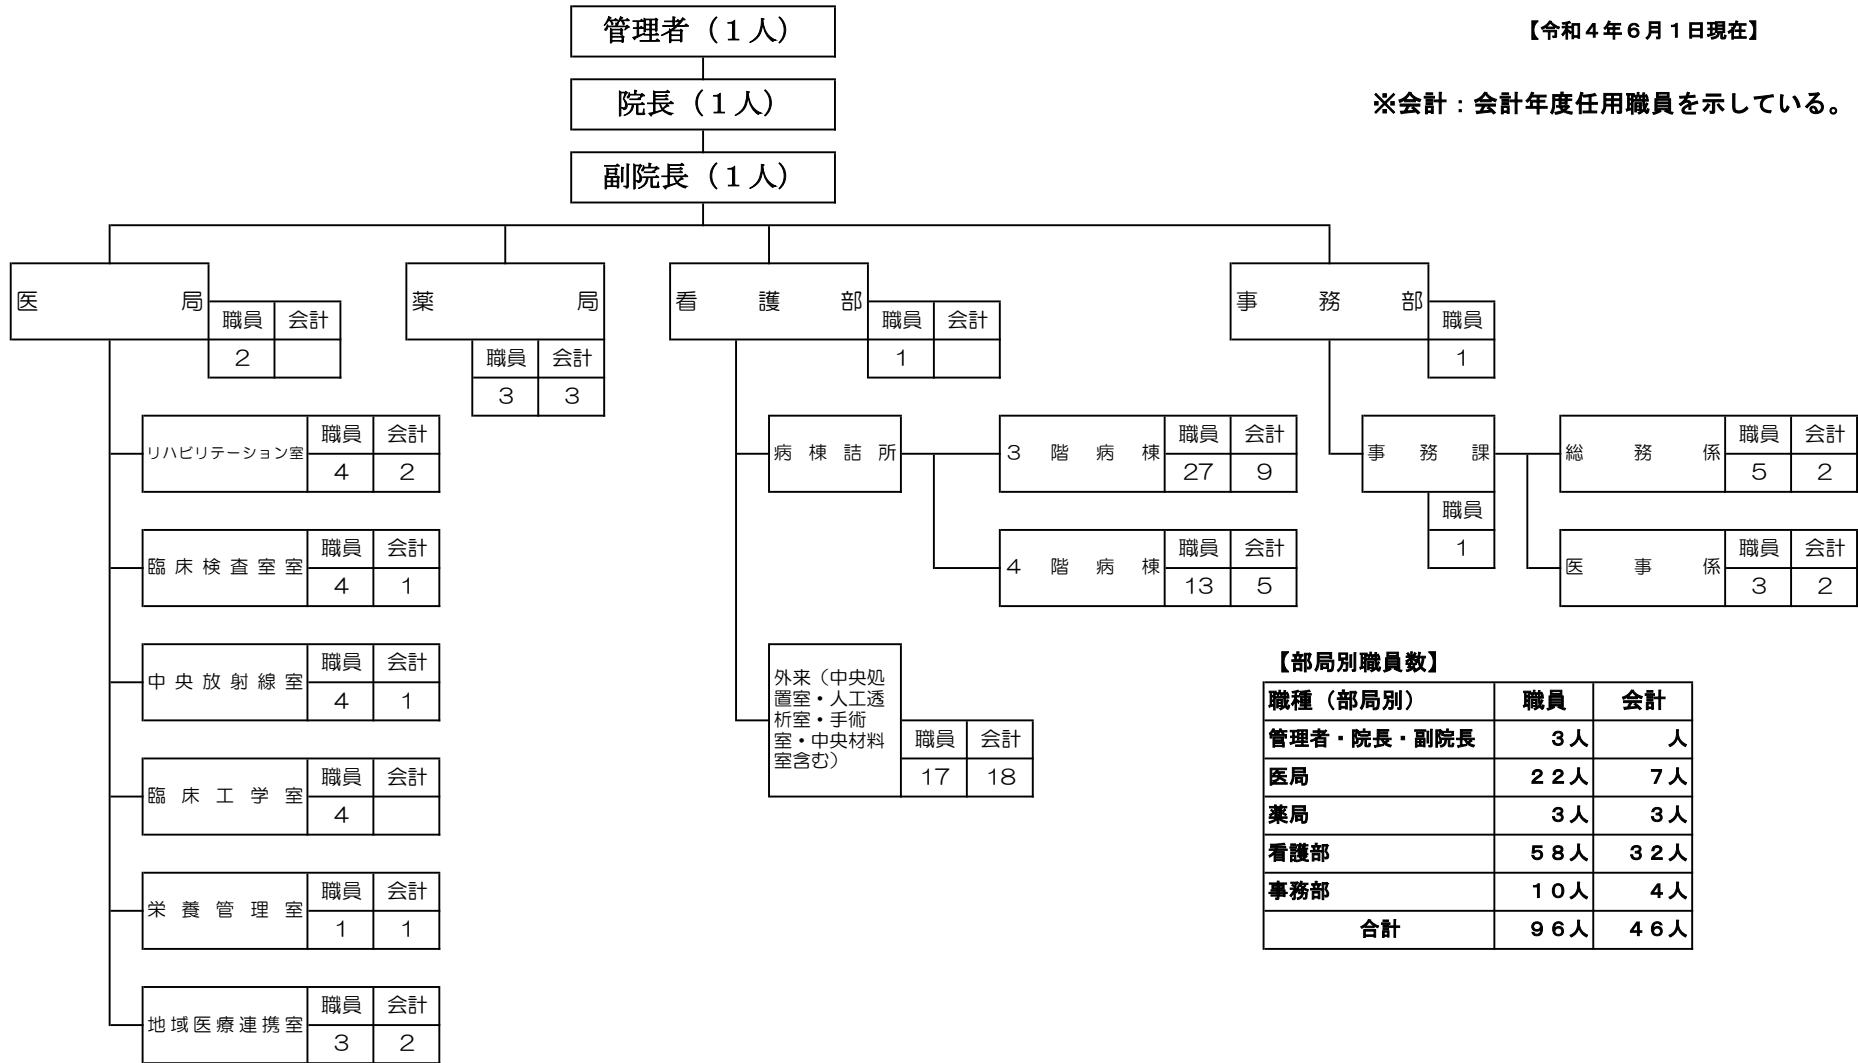 管理者（１人）
【令和４年６月１日現在】
院長（１人）
※会計：会計年度任用職員を示している。
副院長（１人）
医局
職員 会計
2
薬局
職員 会計
3 3
看護部
職員 会計
1
事務部
職員
1
リハビリテーション室
職員 会計
4 2
臨床検査室室
職員 会計
4 1
中央放射線室
職員 会計
4 1
臨床工学室
職員 会計
4
栄養管理室
職員 会計
1 1
地域医療連携室
職員 会計
3 2
病棟詰所
3階病棟
職員 会計
27 9
4階病棟
職員 会計
13 5
外来（中央処
置室・人工透
析室・手術
室・中央材料
室含む）
職員 会計
17 18
事務課
職員
1
総務係
職員 会計
5 2
医事係
職員 会計
3 2
【部局別職員数】
職種（部局別） 職員 会計
管理者・院長・副院長 ３人 人
医局 ２２人 ７人
薬局 ３人 ３人
看護部 ５８人 ３２人
事務部 １０人 ４人
合計 ９６人 ４６人